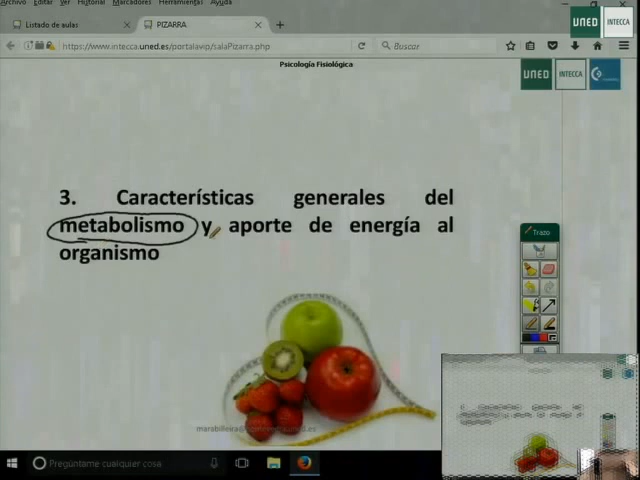 Archivo Editar Ver Historial Marcadores Herramientas Ayuda
Listado de aulas
PIZARRA
https://www.intecca.uned.es/portalavip/salaPizarra.php
Buscar
UNED
INTECCA
Psicología Fisiológica
UNED
INTECCA
3. Características generales del
metabolismo y aporte de energía al
organismo
Trazo
Pregúntame cualquier cosa